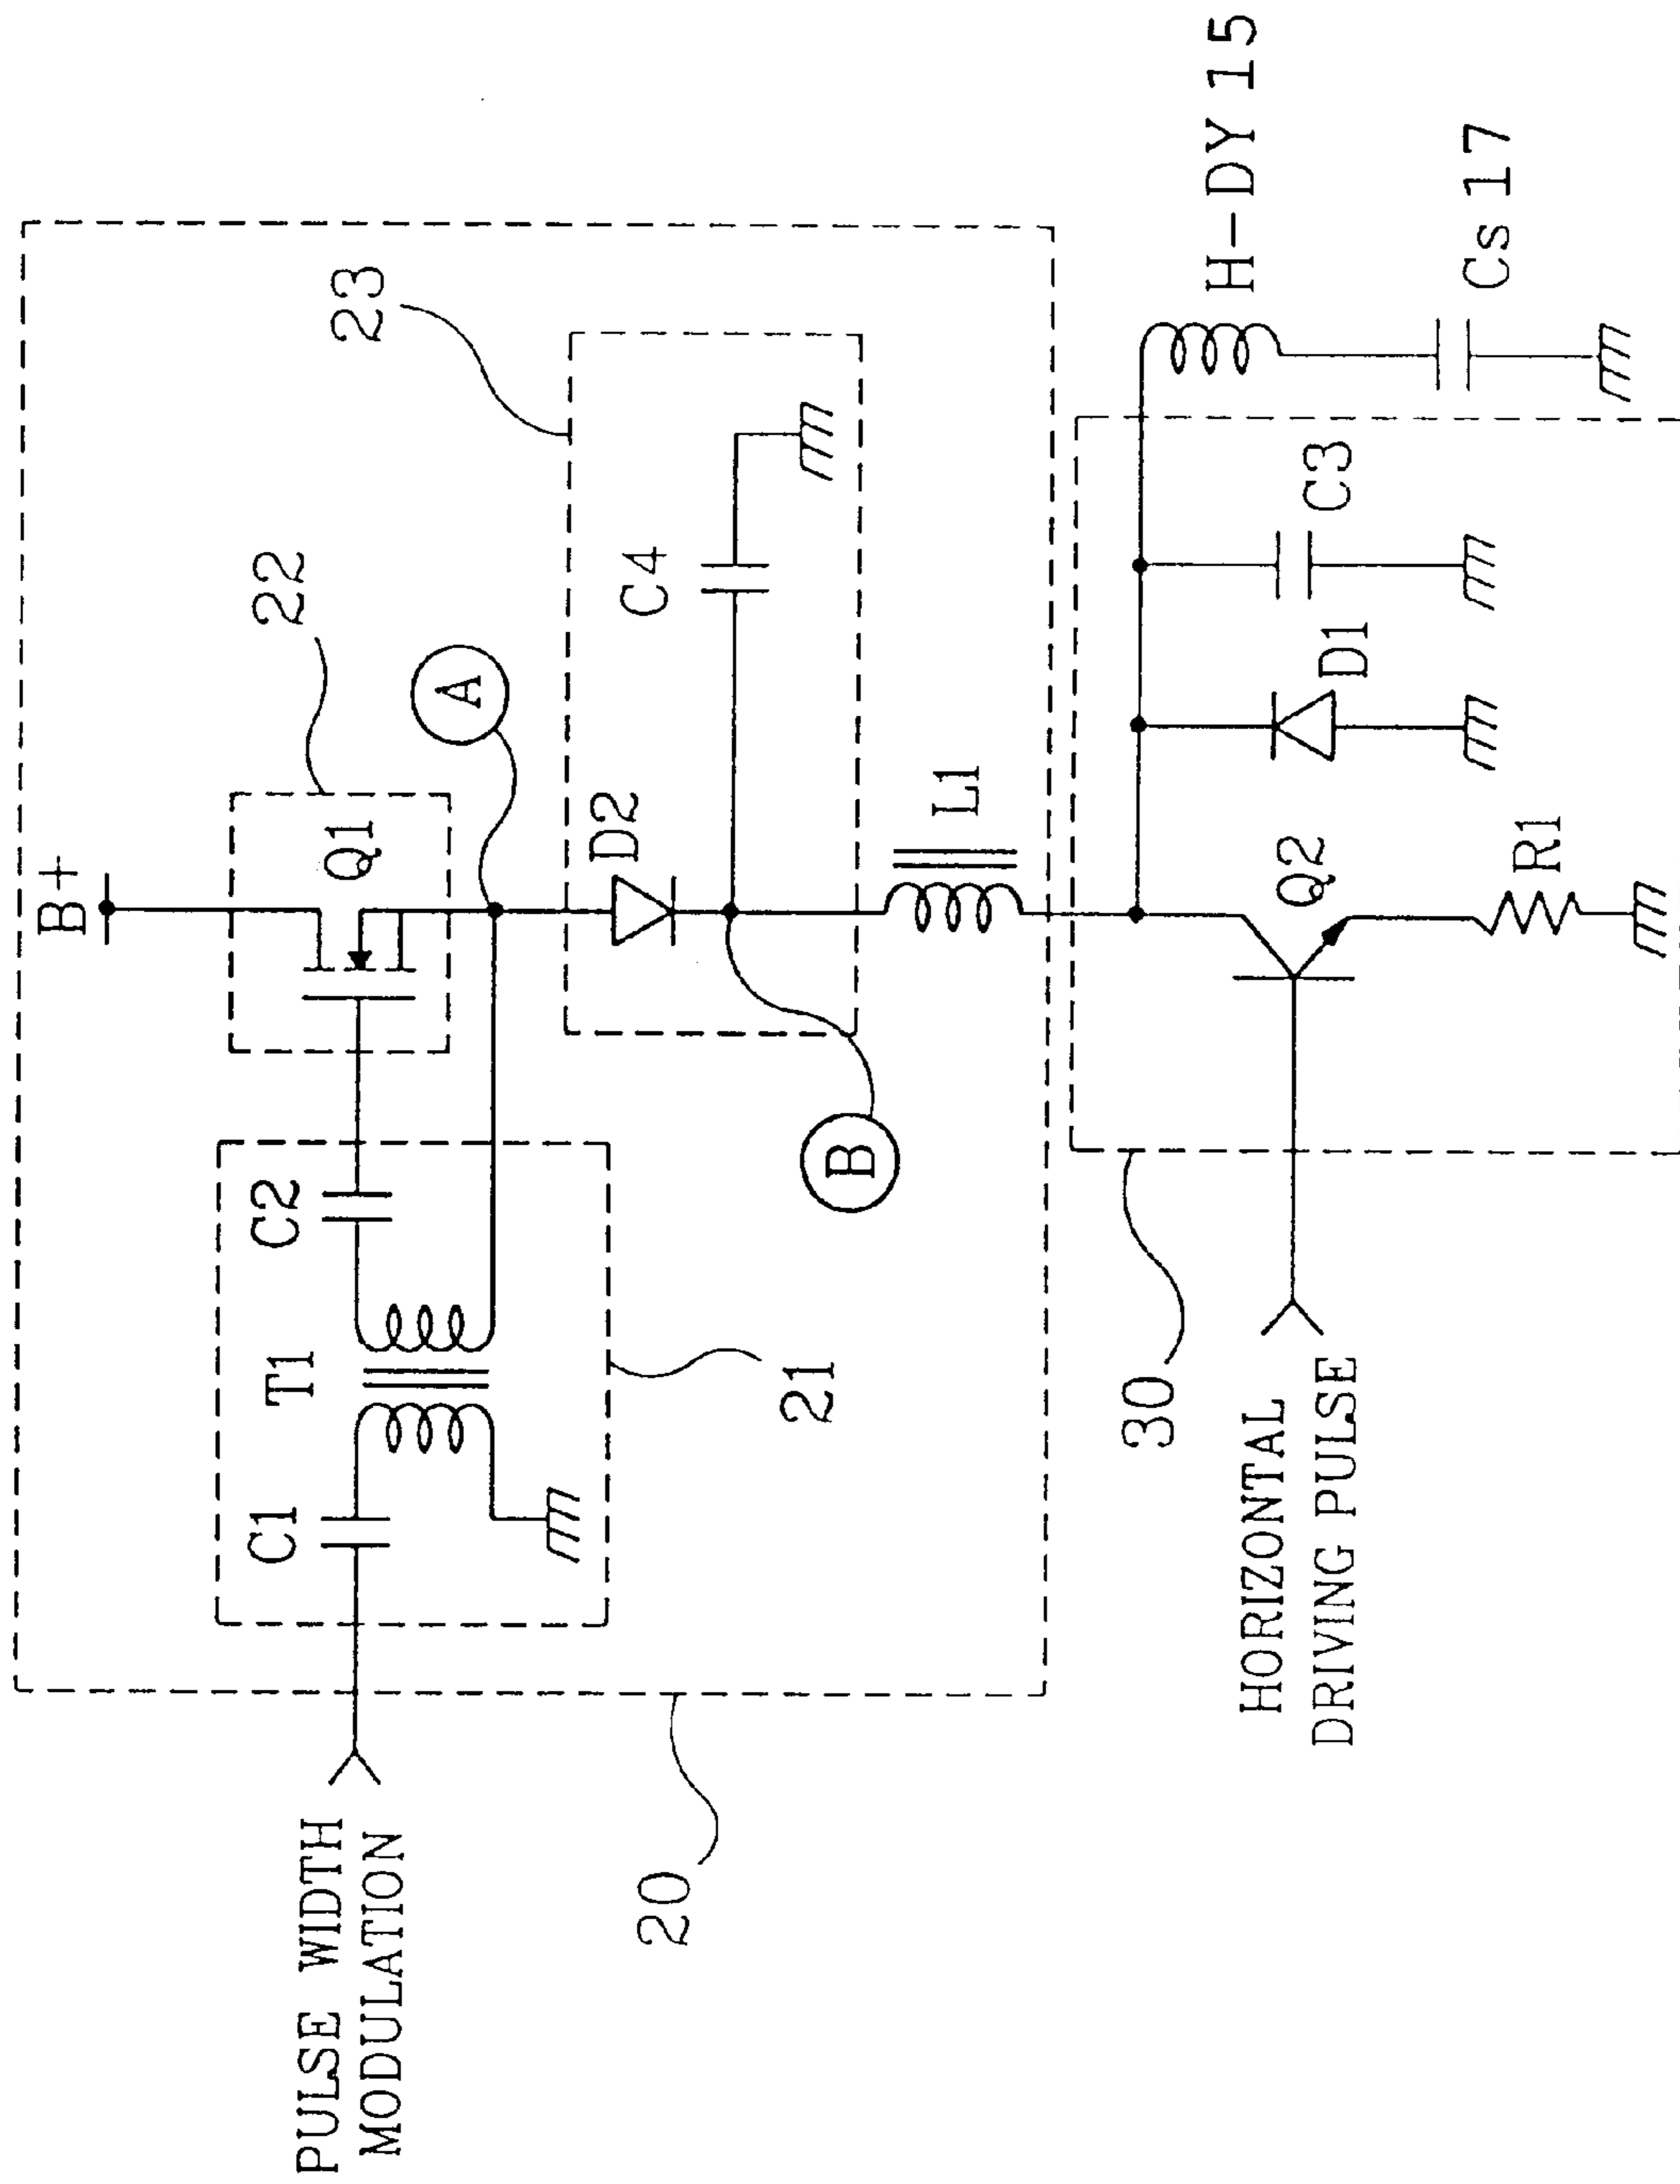 PULSE WIDTH
MODULATION
20
C1
T1
C2
21
22
B+
Q1
A
23
D2
C4
B
L1
30
HORIZONTAL
DRIVING PULSE
Q2
R1
D1
C3
H-DY 15
Cs 17